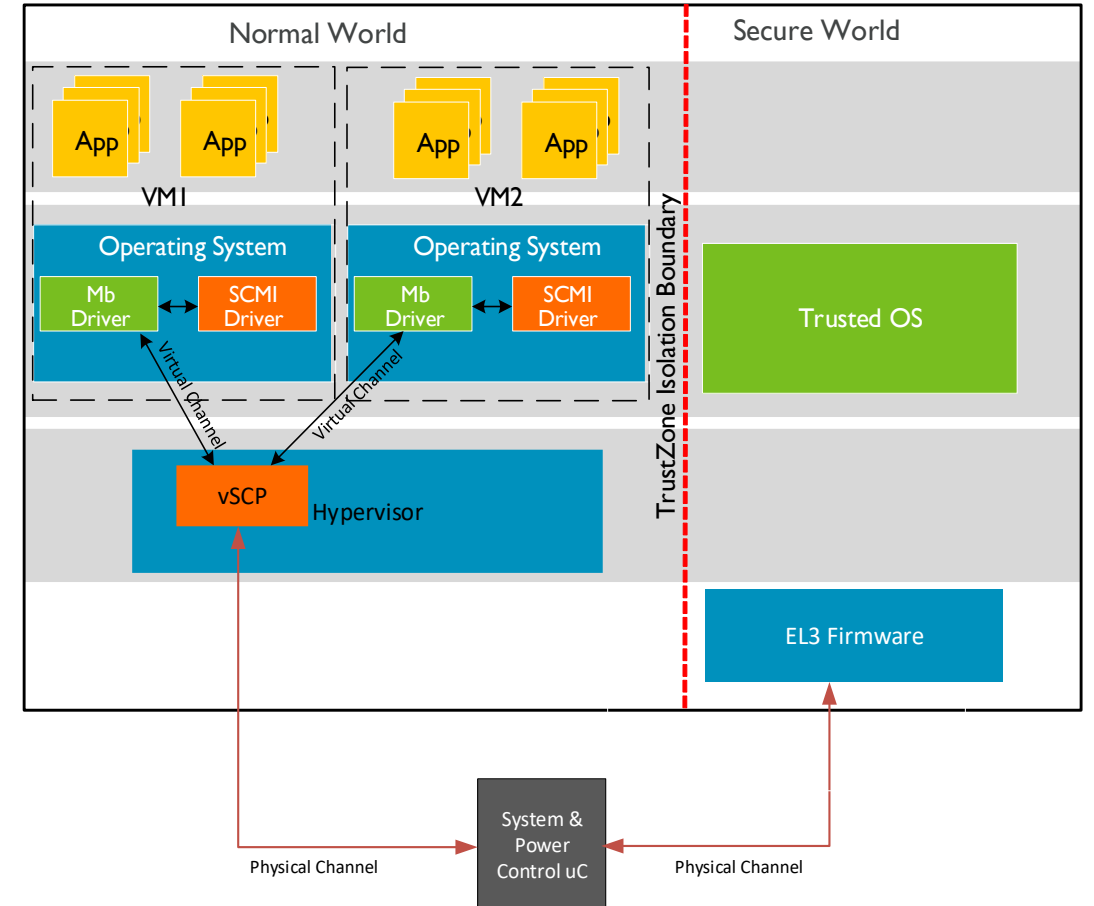 Normal World
Secure World
App
App
App
App
VM1
VM2
Operating System
Operating System
Mb
Driver
SCMI
Driver
Mb
Driver
SCMI
Driver
Trusted OS
Virtual Channel
Virtual Channel
TrustZone Isolation Boundary
vSCP
Hypervisor
EL3 Firmware
System &
Power
Control uC
Physical Channel
Physical Channel